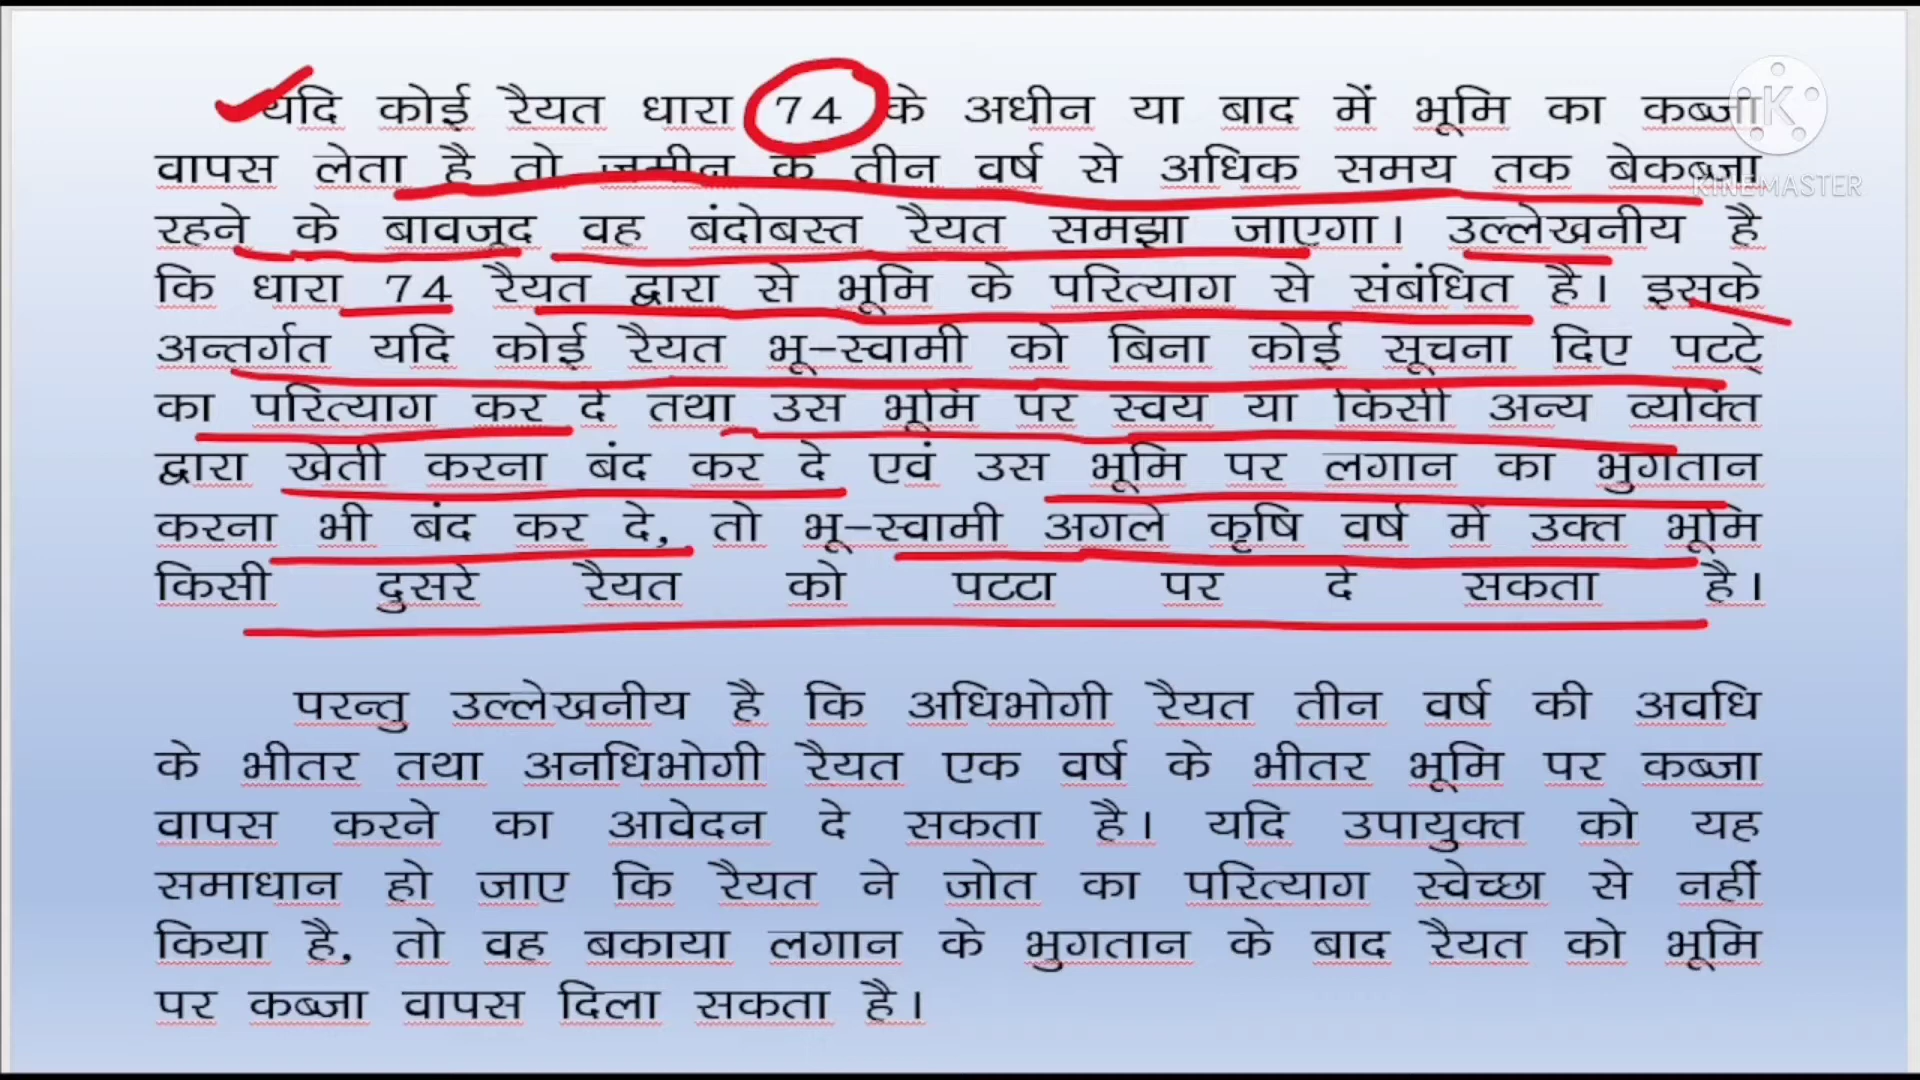 यदि कोई रैयत धारा 74 के अधीन या बाद में भूमि का कब्जा
वापस लेता है तो जमीन के तीन वर्ष से अधिक समय तक बेकब्जा
रहने के बावजूद वह बंदोबस्त रैयत समझा जाएगा। उल्लेखनीय है
कि धारा 74 रैयत द्वारा से भूमि के परित्याग से संबंधित है। इसके
अन्तर्गत यदि कोई रैयत भू-स्वामी को बिना कोई सूचना दिए पटटे्
का परित्याग कर दे तथा उस भूमि पर स्वयं या किसी अन्य व्यक्ति
द्वारा खेती करना बंद कर दे एवं उस भूमि पर लगान का भुगतान
करना भी बंद कर दे, तो भू-स्वामी अगले कृषि वर्ष में उक्त भूमि
किसी दुसरे रैयत को पटटा पर दे सकता है।
परन्तु उल्लेखनीय है कि अधिभोगी रैयत तीन वर्ष की अवधि
के भीतर तथा अनधिभोगी रैयत एक वर्ष के भीतर भूमि पर कब्जा
वापस करने का आवेदन दे सकता है। यदि उपायुक्त को यह
समाधान हो जाए कि रैयत ने जोत का परित्याग स्वेच्छा से नहीं
किया है, तो वह बकाया लगान के भुगतान के बाद रैयत को भूमि
पर कब्जा वापस दिला सकता है।
K
KINEMASTER